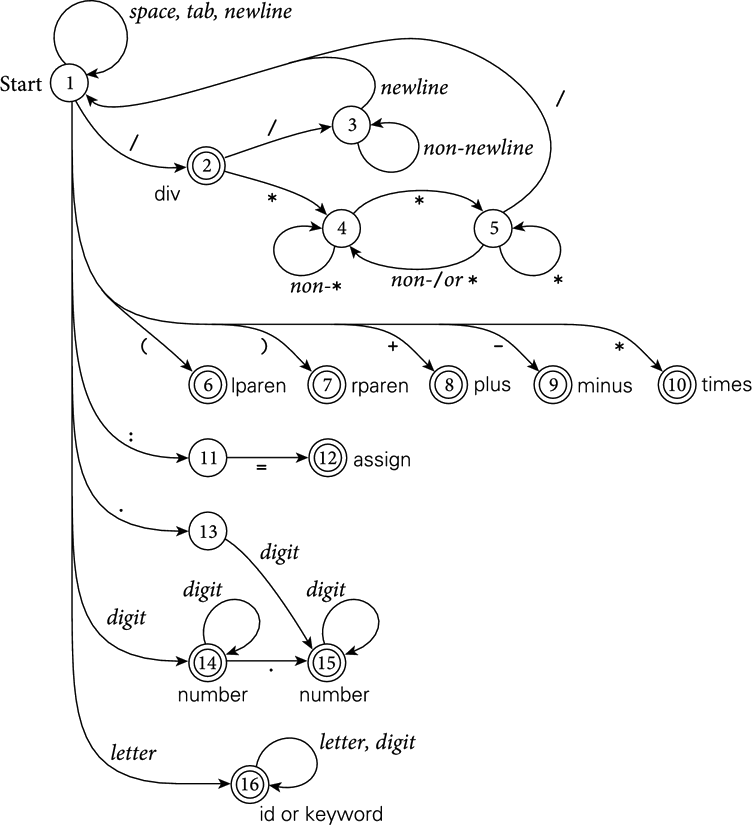 space, tab, newline
Start 1
newline
/
/ / 3
non-newline
2
div * *
4 5
non-* non-/or * *
( ) + - *
6 lparen 7 rparen 8 plus 9 minus 10 times
:
11 = 12 assign
.
13
digit
digit digit
digit
14 . 15
number number
letter letter, digit
16
id or keyword